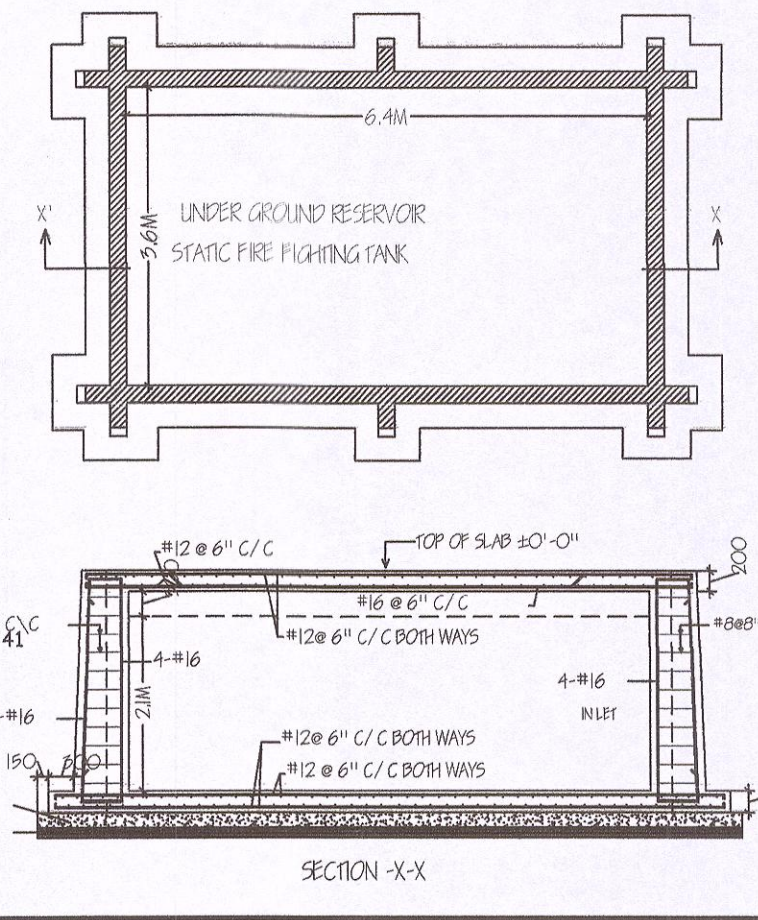 6.4M
3.6M
UNDER GROUND RESERVOIR
STATIC FIRE FIGHTING TANK
X'
X
#12 @ 6" C/C
TOP OF SLAB ±0'-0"
200
#16 @ 6" C/C
#12@ 6" C/C BOTH WAYS
C\C
41
#8@8"
4-#16
4-#16
2.1M
INLET
-#16
150
#12@ 6" C/C BOTH WAYS
#12 @ 6" C/C BOTH WAYS
SECTION -X-X